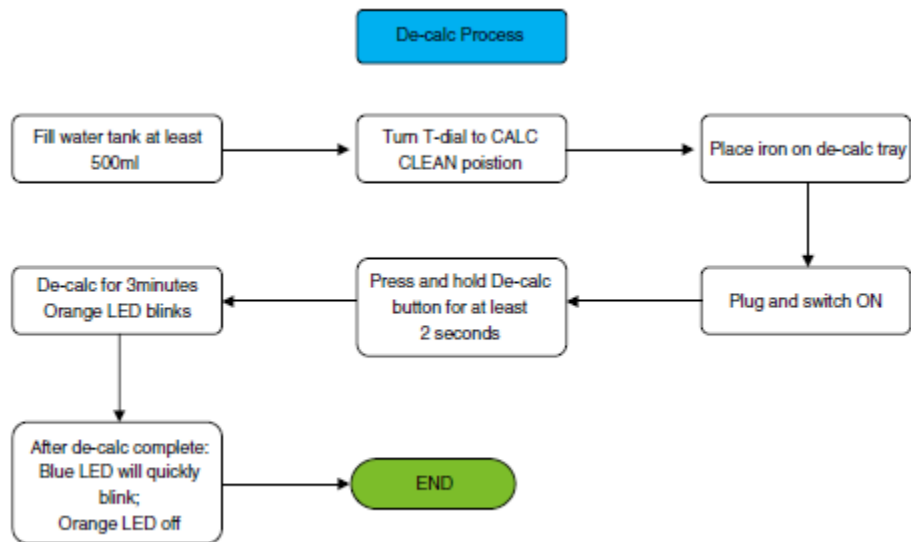 De-calc Process
Fill water tank at least
500ml
Turn T-dial to CALC
CLEAN poistion
Place iron on de-calc tray
Plug and switch ON
Press and hold De-calc
button for at least
2 seconds
De-calc for 3minutes
Orange LED blinks
After de-calc complete:
Blue LED will quickly
blink;
Orange LED off
END